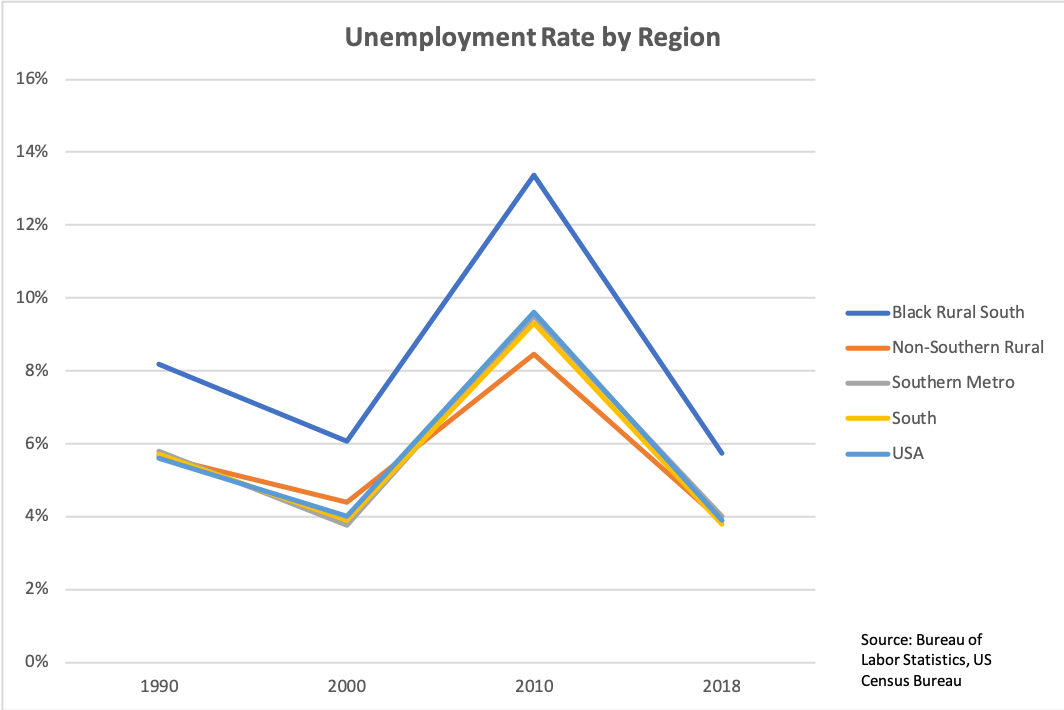 Unemployment Rate by Region
16%
14%
12%
10%
8%
6%
4%
2%
0%
1990 2000 2010 2018
Black Rural South
Non-Southern Rural
Southern Metro
South
USA
Source: Bureau of
Labor Statistics, US
Census Bureau